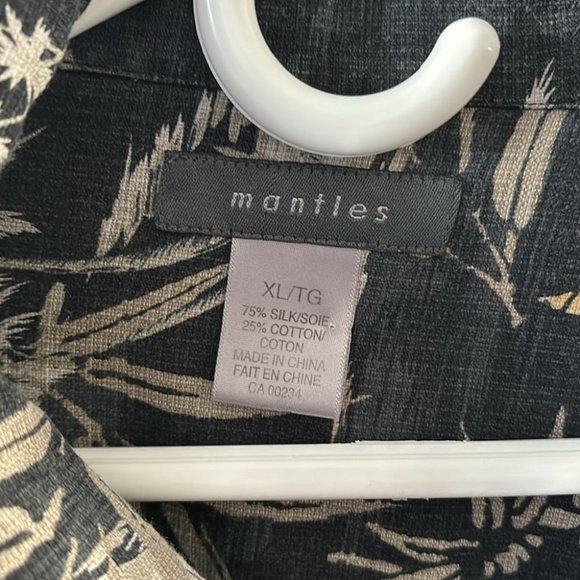 mantles
XL/TG
75% SILK/SOIE
25% COTTON/
COTON
MADE IN CHINA
FAIT EN CHINE
CA 00234